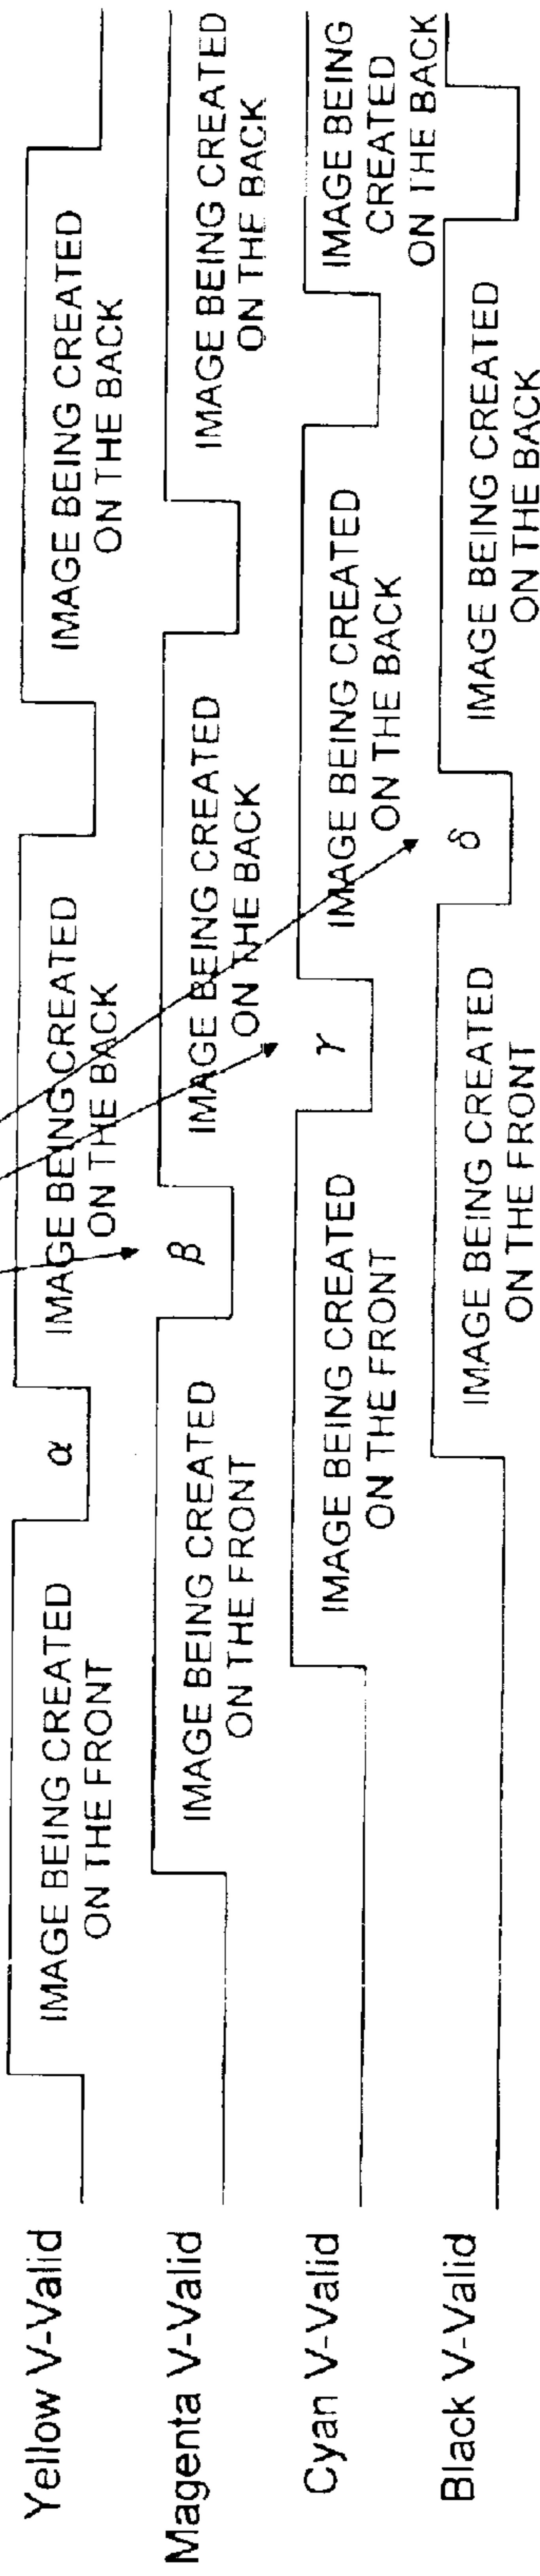 Yellow V-Valid
IMAGE BEING CREATED
ON THE FRONT
α
IMAGE BEING CREATED
ON THE BACK
IMAGE BEING CREATED
ON THE BACK
Magenta V-Valid
IMAGE BEING CREATED
ON THE FRONT
β
IMAGE BEING CREATED
ON THE BACK
IMAGE BEING CREATED
ON THE BACK
Cyan V-Valid
IMAGE BEING CREATED
ON THE FRONT
γ
IMAGE BEING CREATED
ON THE BACK
IMAGE BEING
CREATED
ON THE BACK
Black V-Valid
IMAGE BEING CREATED
ON THE FRONT
δ
IMAGE BEING CREATED
ON THE BACK